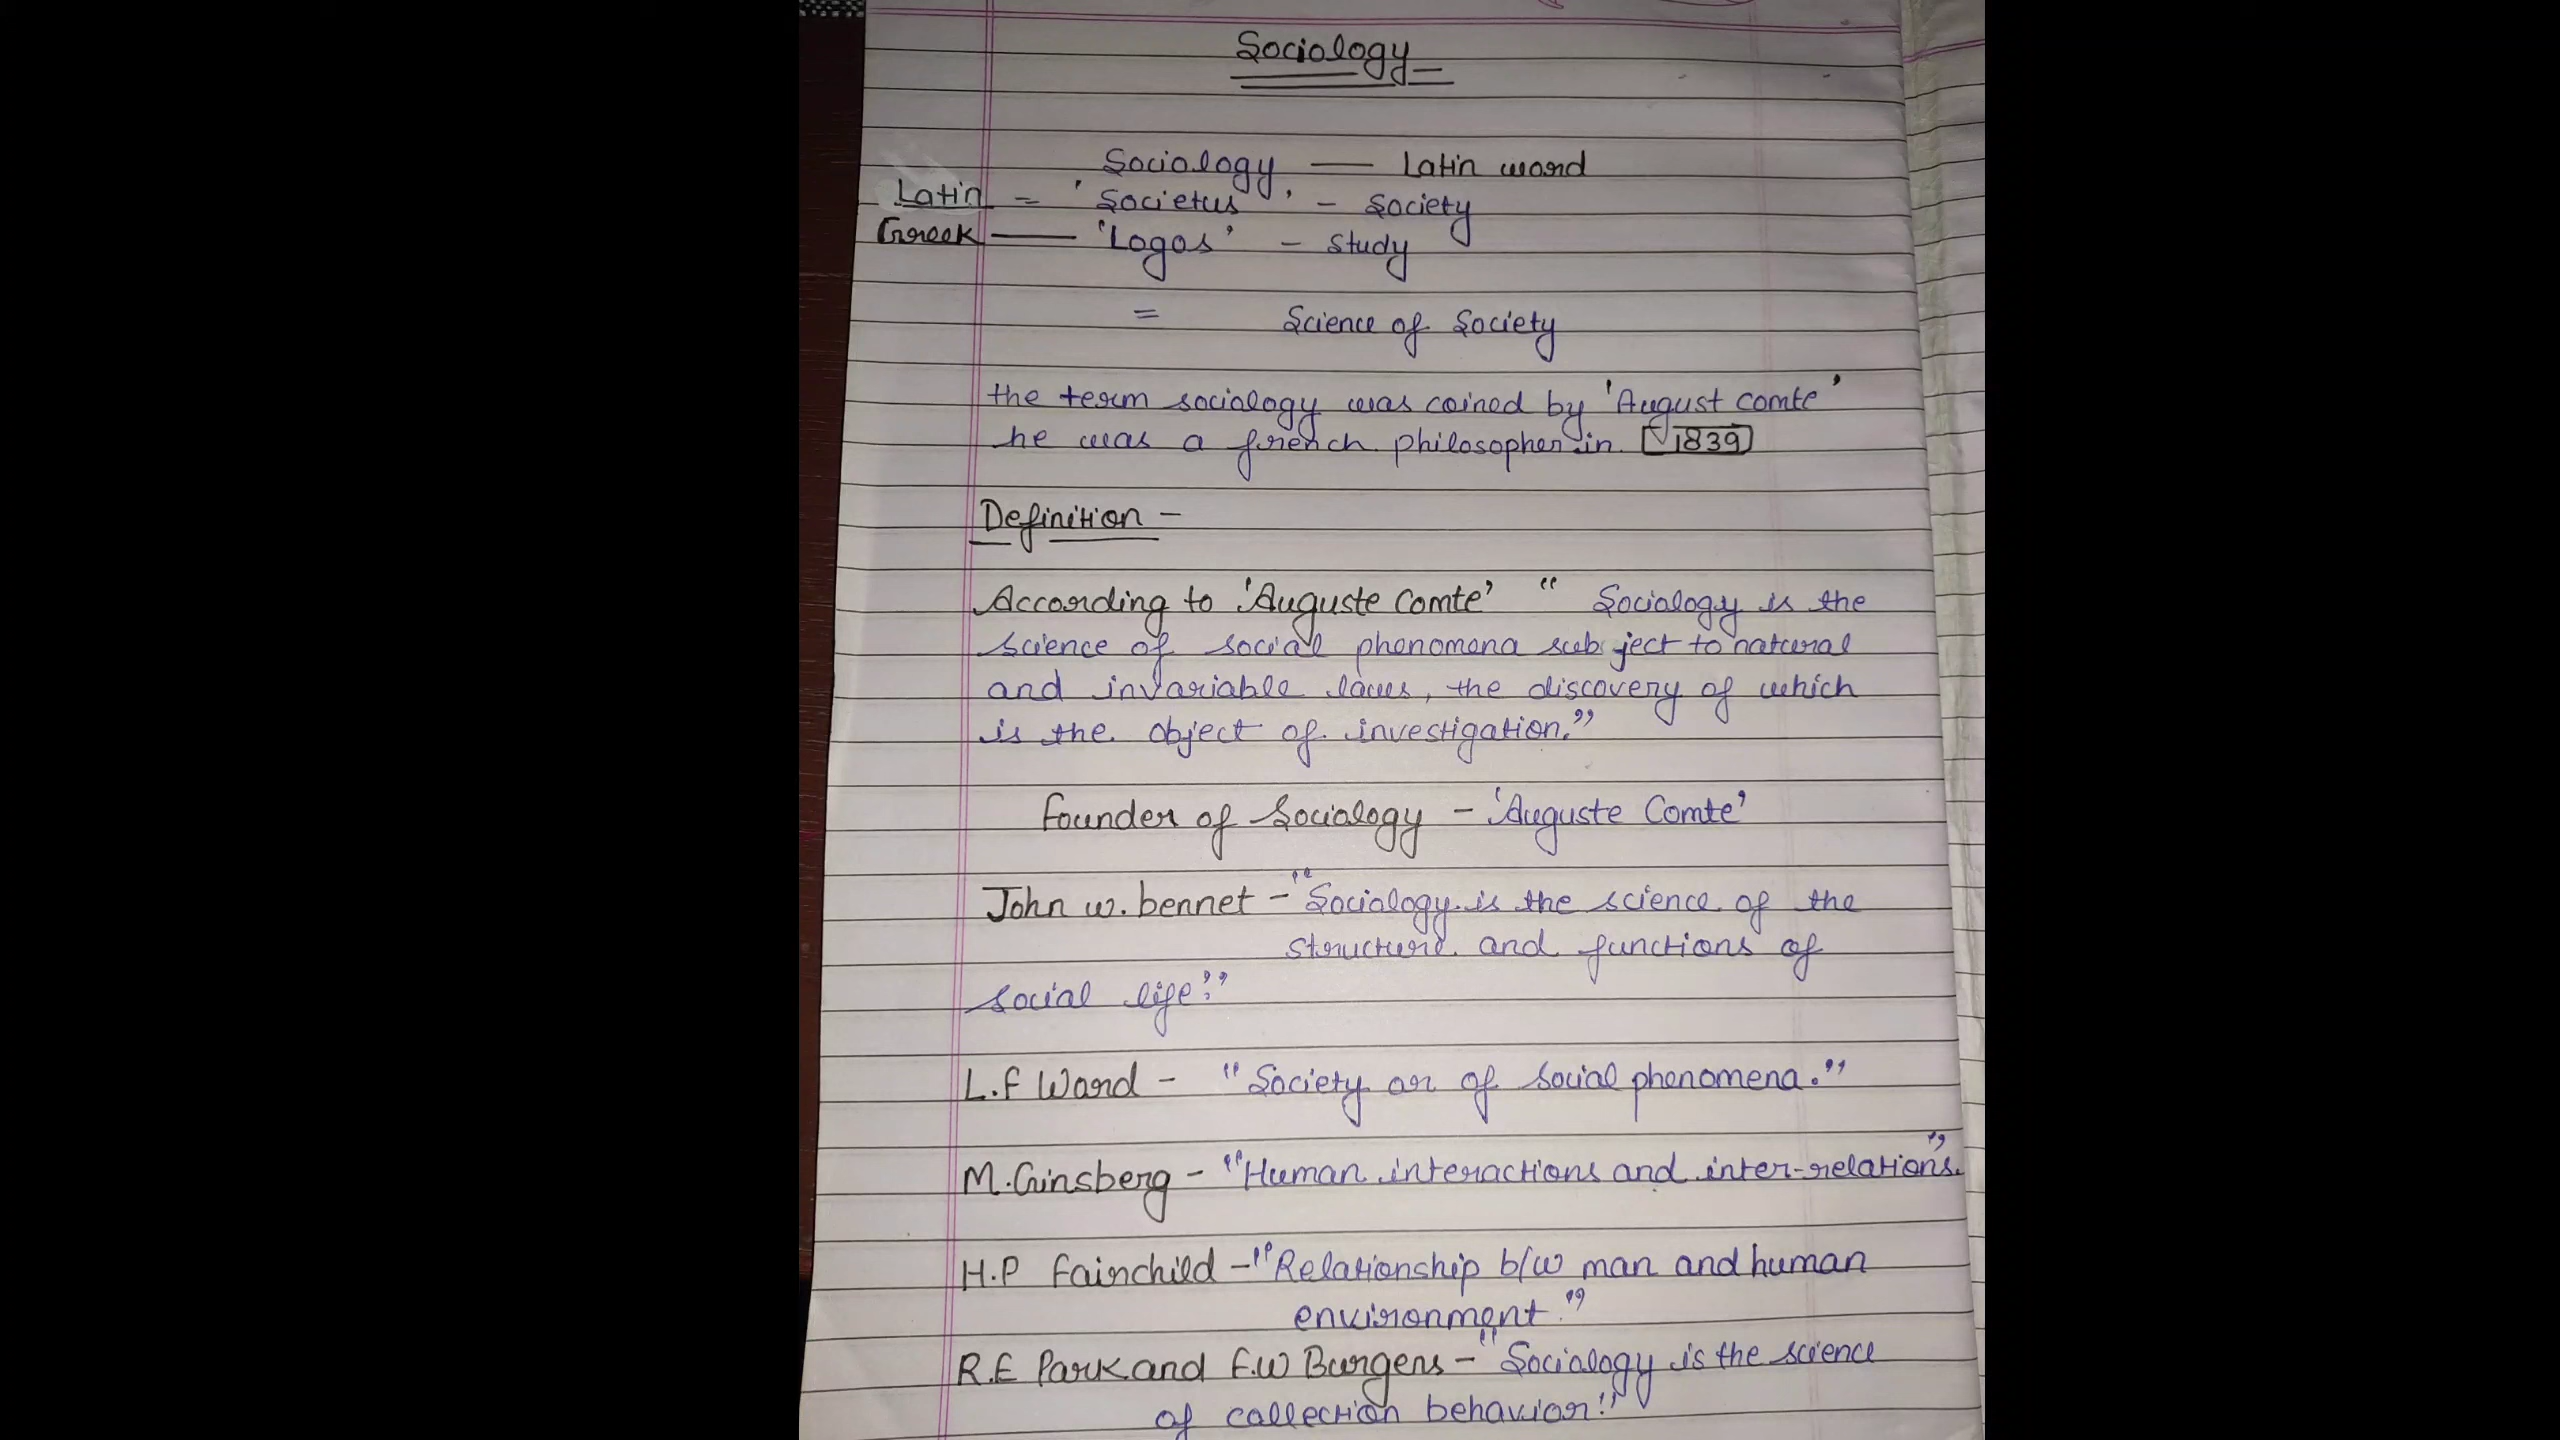 Sociology
Sociology — Latin word
Latin = 'Societus' - Society
Greek — 'Logos' - Study
= Science of Society
the term sociology was coined by 'August comte'
he was a french philosopher in 1839
Definition -
According to 'Auguste Comte' " Sociology is the
science of social phenomena subject to natural
and invariable laws, the discovery of which
is the object of investigation."
Founder of Sociology - 'Auguste Comte'
John w. bennet - "Sociology is the science of the
structure and functions of
social life."
L.F Ward - "Society or of social phenomena."
M. Ginsberg - "Human interactions and inter-relations."
H.P Fairchild - "Relationship b/w man and human
environment."
R.E Park and F.W Burgens - "Sociology is the science
of collection behavior."